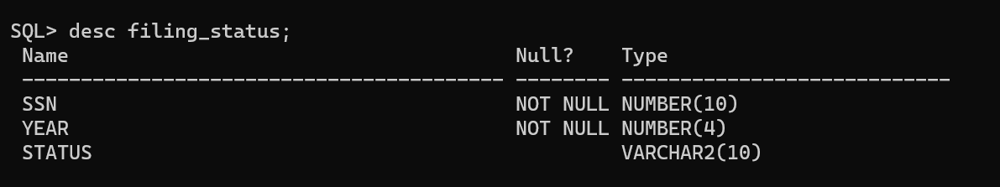 SQL> desc filing_status;
Name Null? Type
----------------------------------------- -------- ----------------------------
SSN NOT NULL NUMBER(10)
YEAR NOT NULL NUMBER(4)
STATUS VARCHAR2(10)